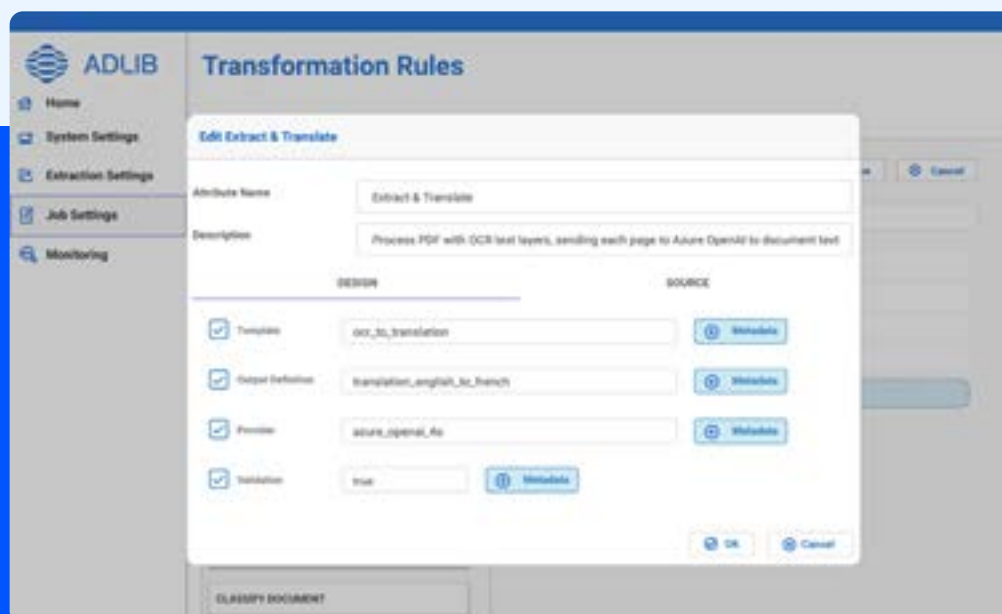 ADLIB
Transformation Rules
Home
System Settings
Extraction Settings
Job Settings
Monitoring
Cancel
Edit Extract & Translate
Attribute Name
Extract & Translate
Description
Process PDF with OCR text layers, sending each page to Azure OpenAI to document text
DESIGN
SOURCE
Template
ocr_to_translation
Metadata
Output Definition
translation_english_to_french
Metadata
Provider
azure_openai_4o
Metadata
Validation
true
Metadata
OK
Cancel
CLASSIFY DOCUMENT